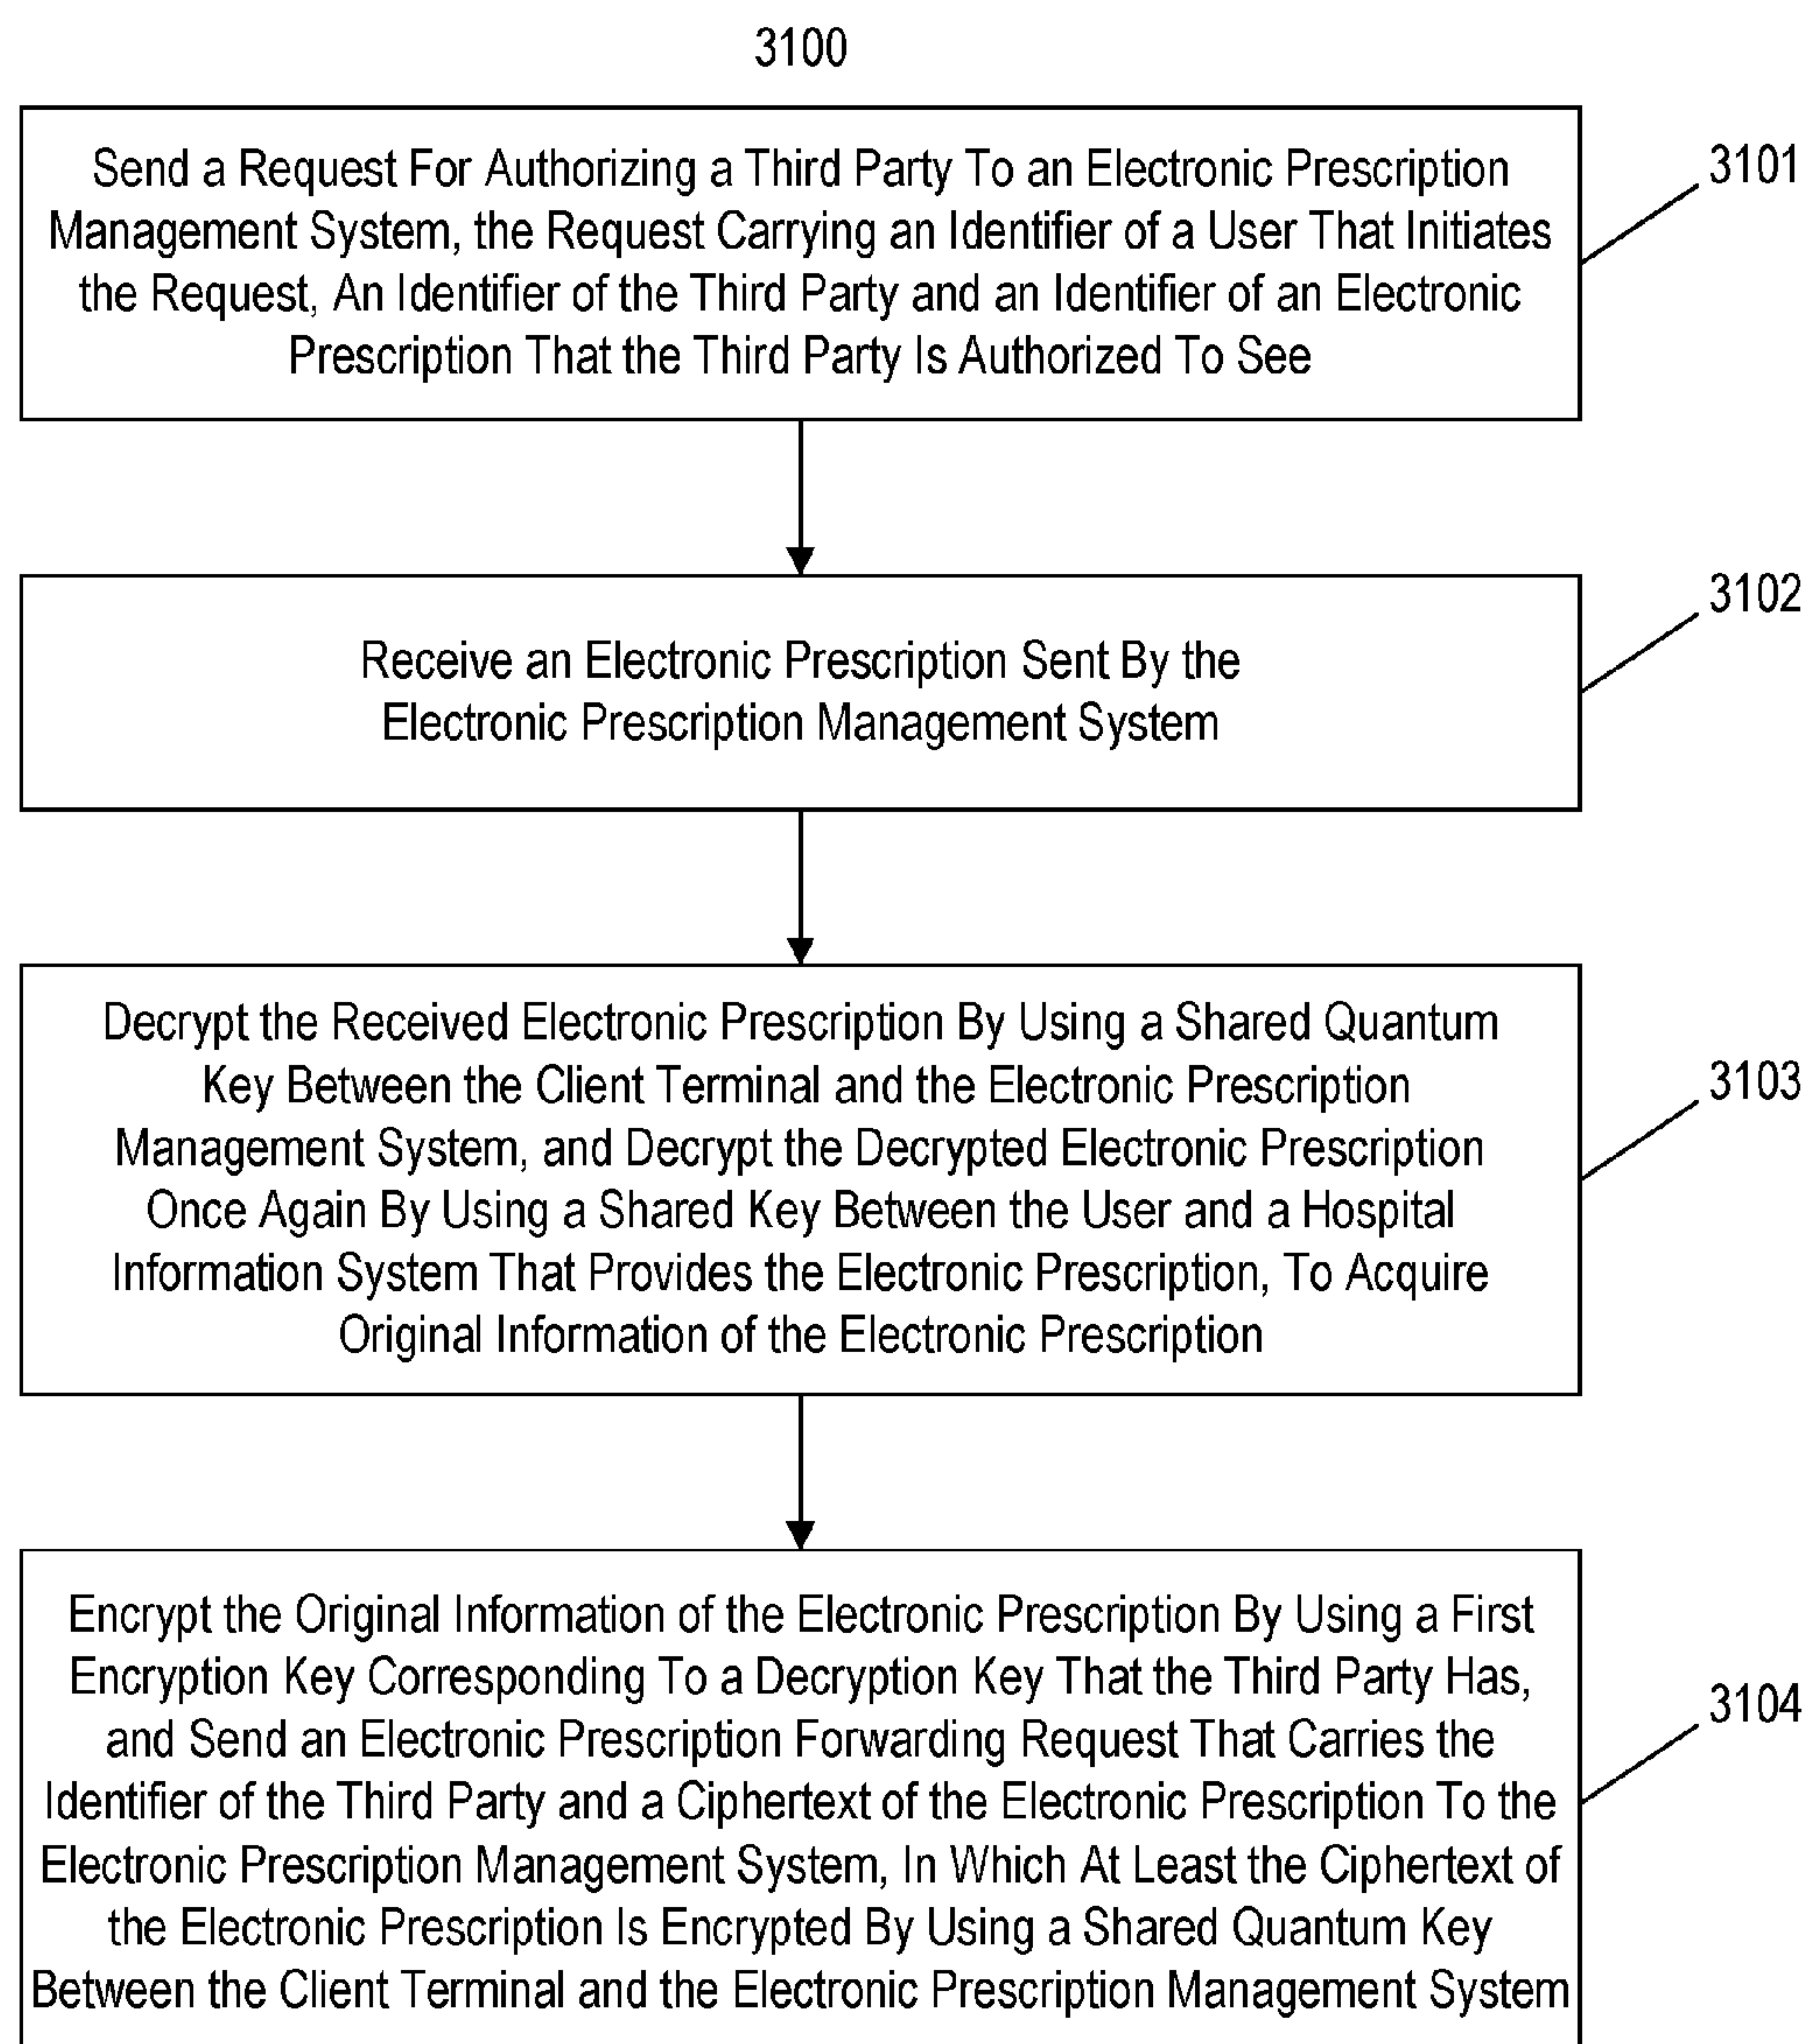 3100
Send a Request For Authorizing a Third Party To an Electronic Prescription
Management System, the Request Carrying an Identifier of a User That Initiates
the Request, An Identifier of the Third Party and an Identifier of an Electronic
Prescription That the Third Party Is Authorized To See
3101
Receive an Electronic Prescription Sent By the
Electronic Prescription Management System
3102
Decrypt the Received Electronic Prescription By Using a Shared Quantum
Key Between the Client Terminal and the Electronic Prescription
Management System, and Decrypt the Decrypted Electronic Prescription
Once Again By Using a Shared Key Between the User and a Hospital
Information System That Provides the Electronic Prescription, To Acquire
Original Information of the Electronic Prescription
3103
Encrypt the Original Information of the Electronic Prescription By Using a First
Encryption Key Corresponding To a Decryption Key That the Third Party Has,
and Send an Electronic Prescription Forwarding Request That Carries the
Identifier of the Third Party and a Ciphertext of the Electronic Prescription To the
Electronic Prescription Management System, In Which At Least the Ciphertext of
the Electronic Prescription Is Encrypted By Using a Shared Quantum Key
Between the Client Terminal and the Electronic Prescription Management System
3104